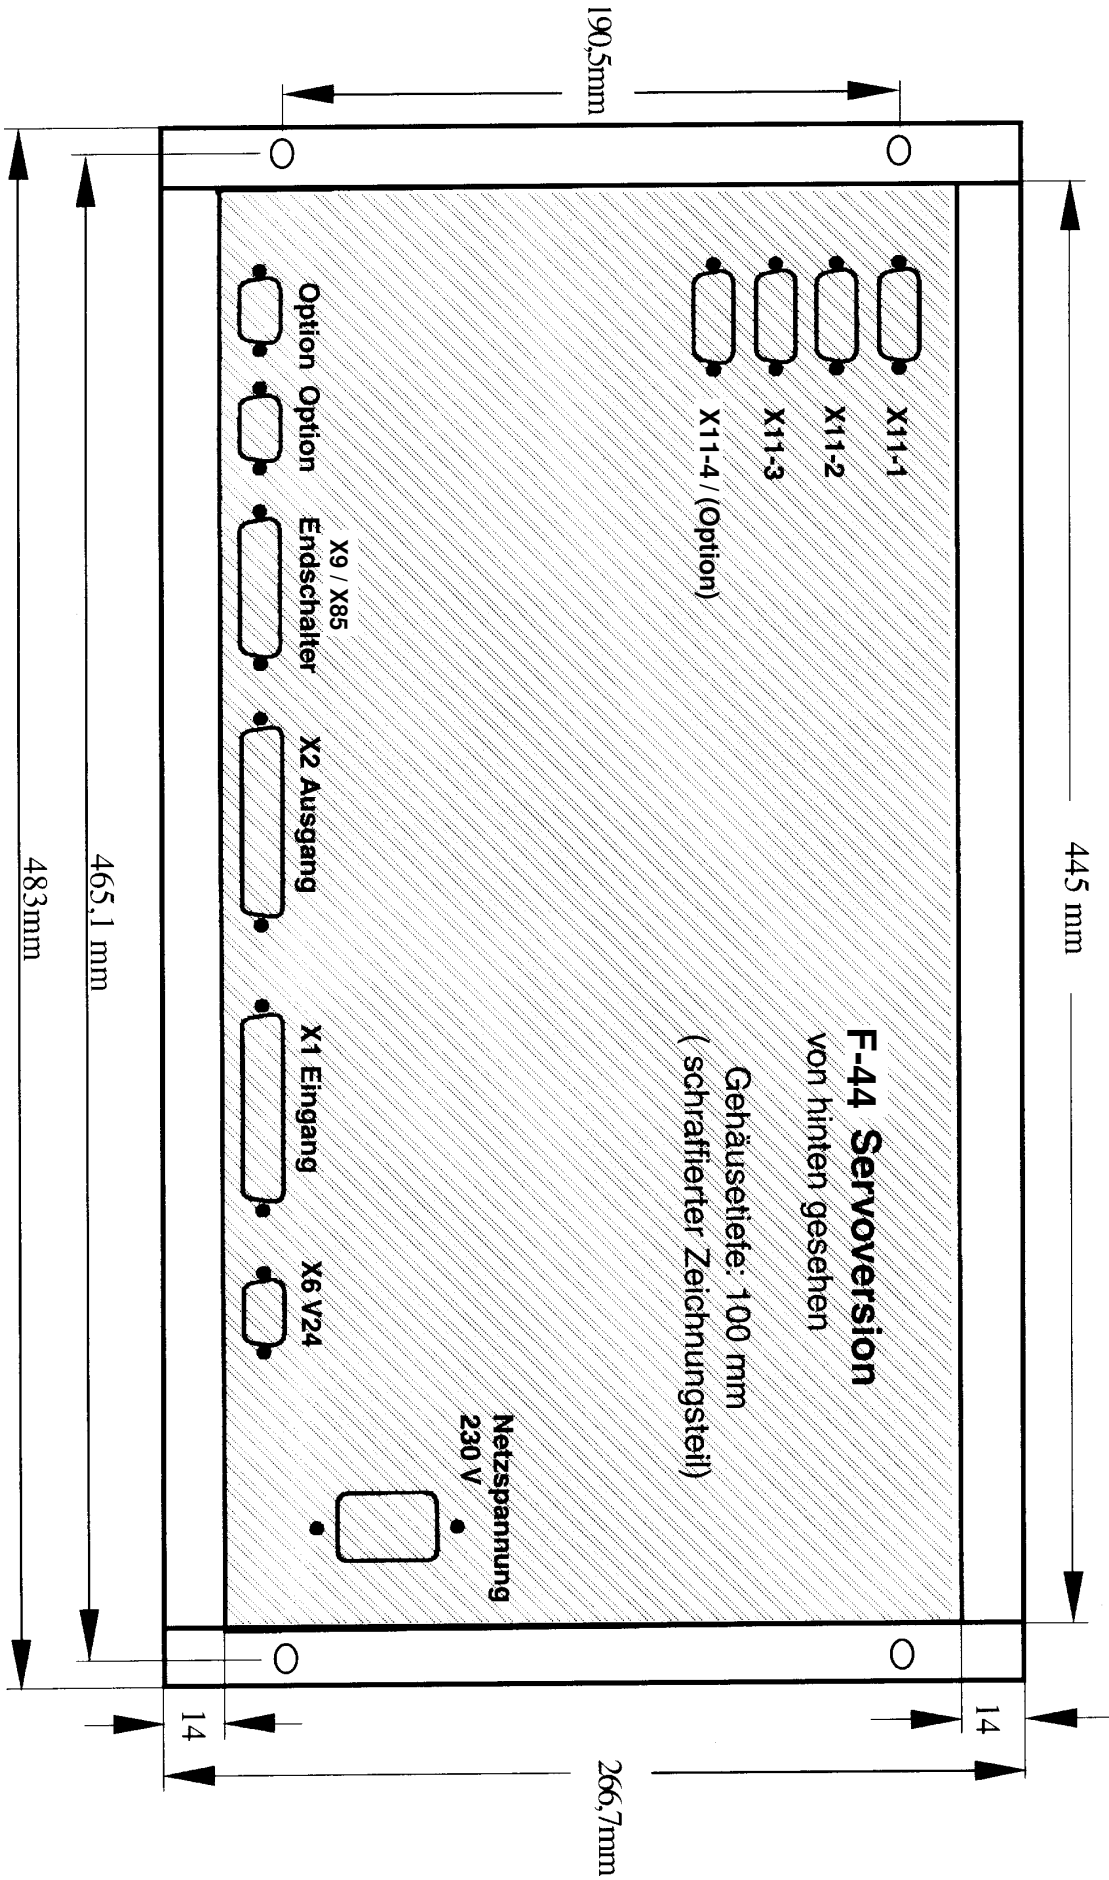 445 mm
14
F-44 Servoversion
von hinten gesehen
Gehäusetiefe: 100 mm
( schraffierter Zeichnungsteil)
X11-1
X11-2
X11-3
X11-4 / (Option)
190,5mm
266,7mm
Netzspannung
230 V
X9 / X85
Option
Option
Endschalter
X2 Ausgang
X1 Eingang
X6 V24
14
465,1 mm
483mm